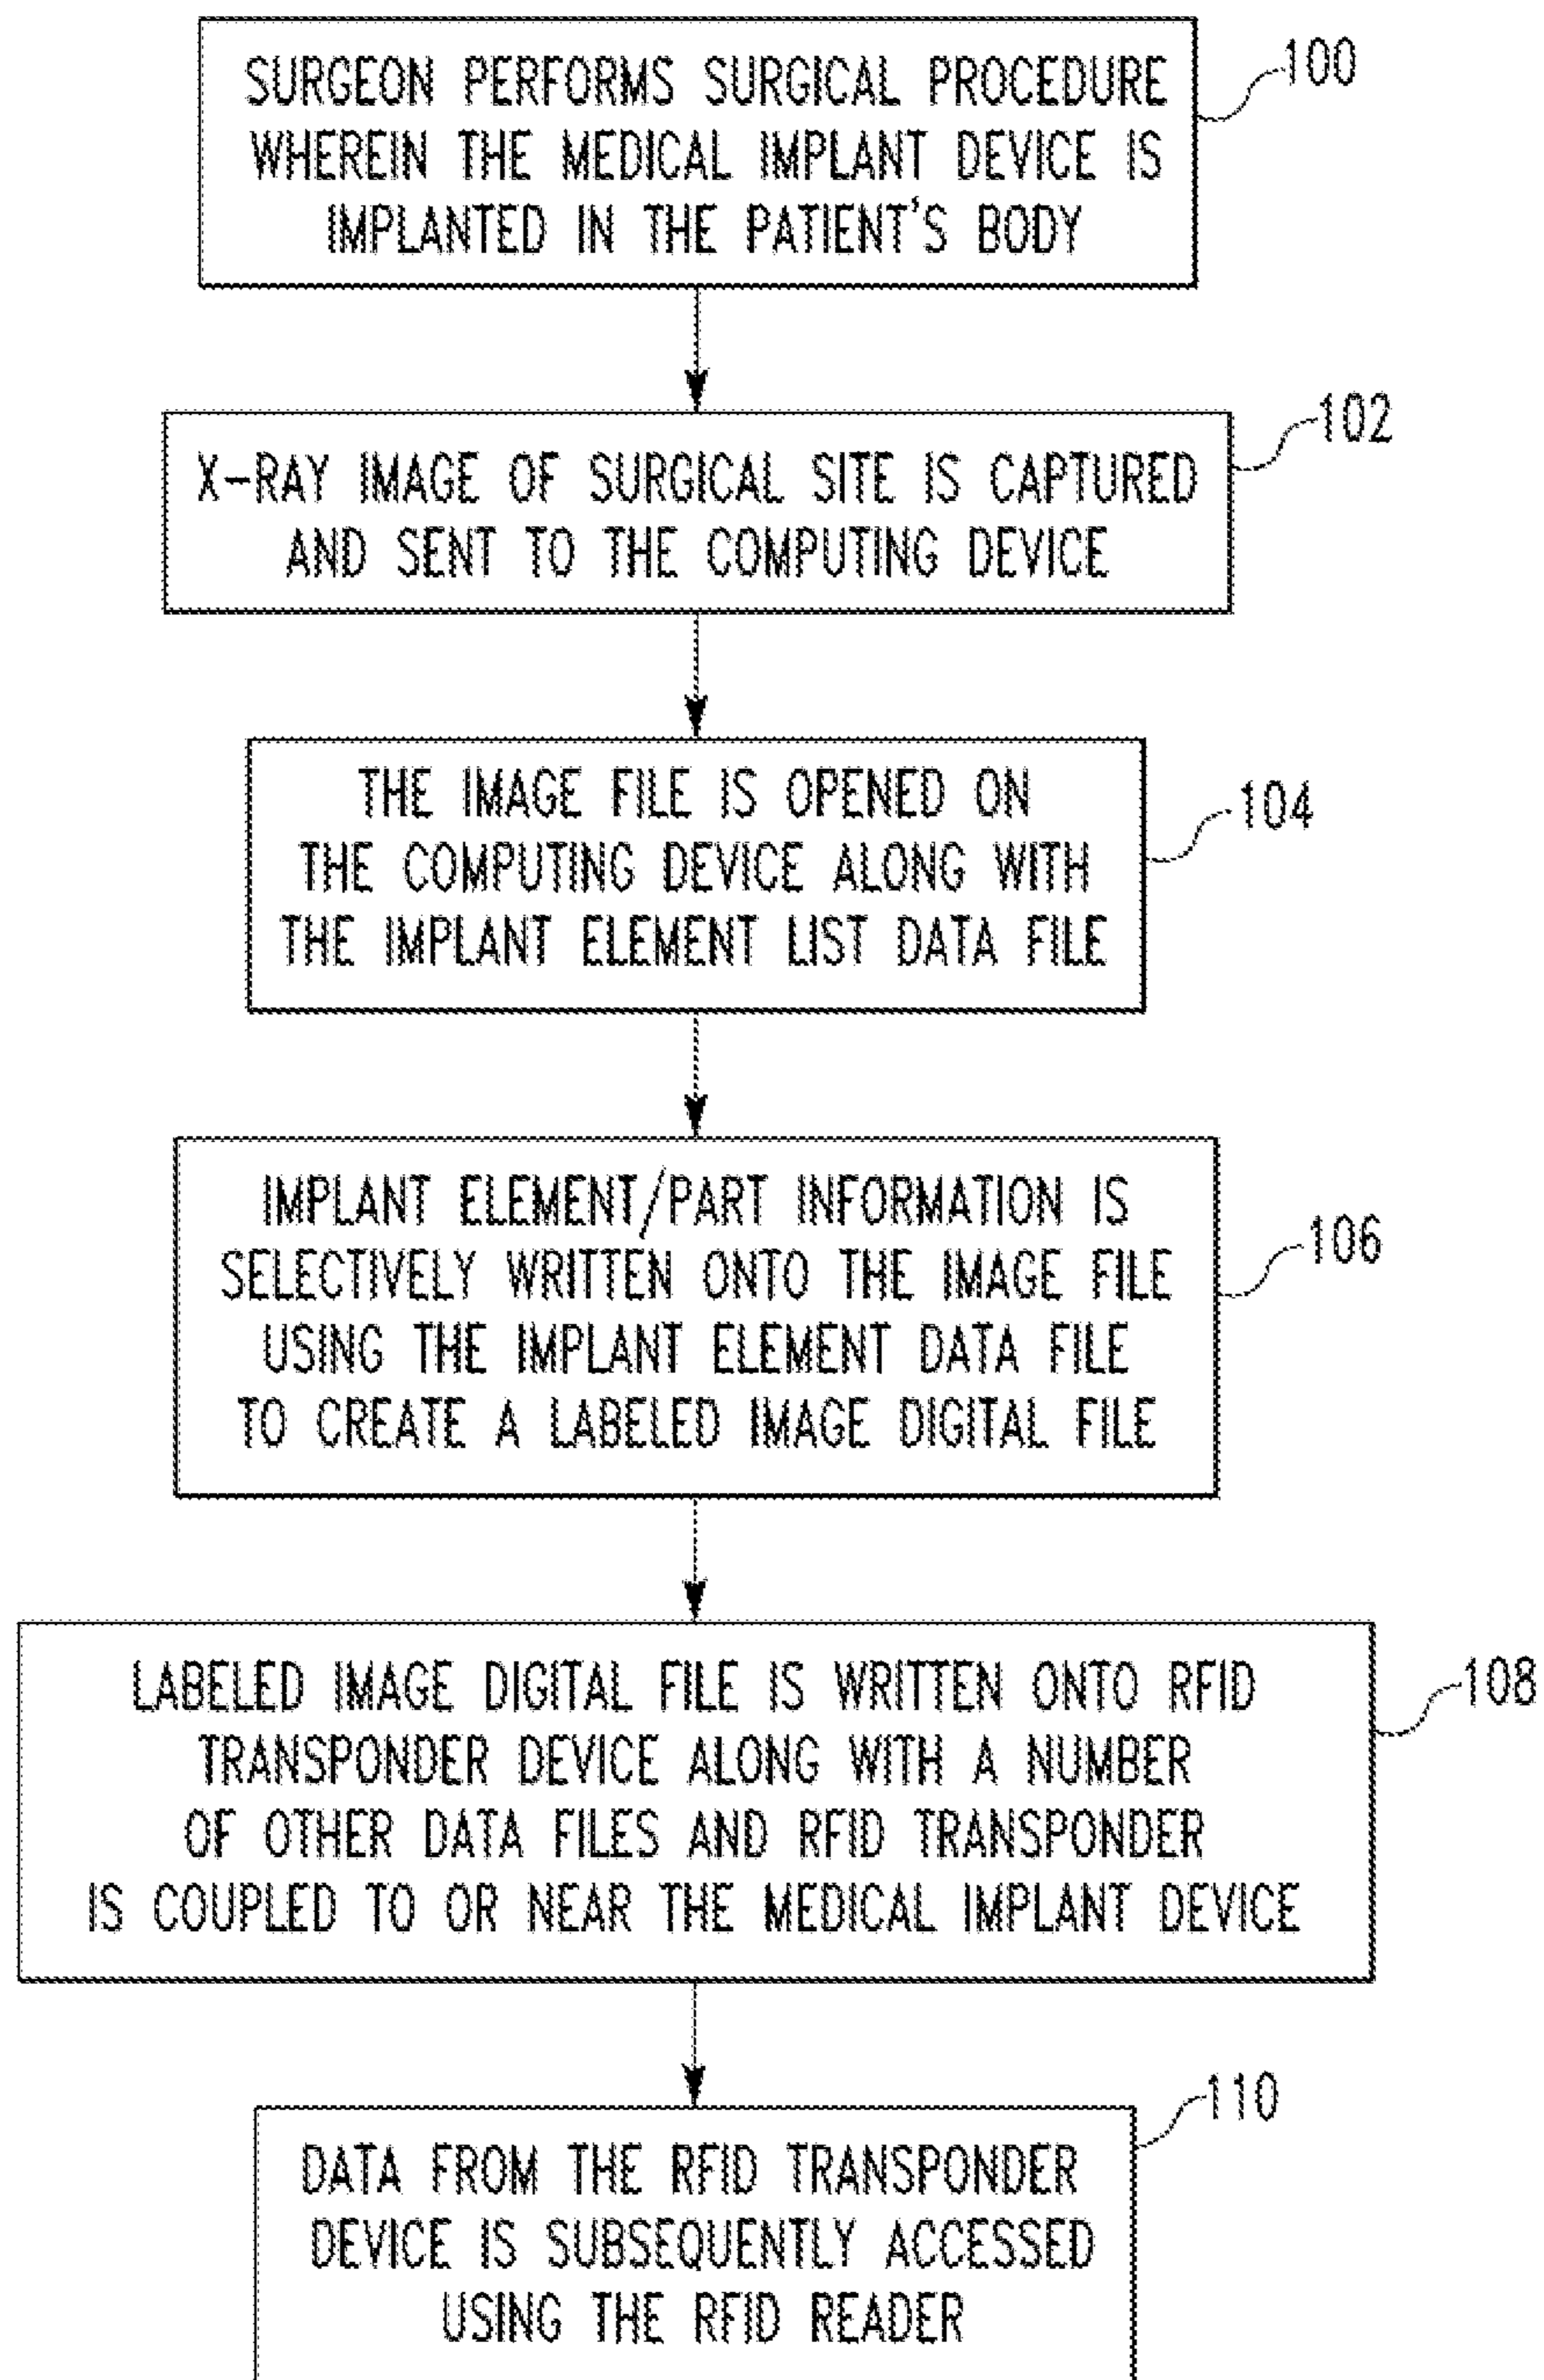 SURGEON PERFORMS SURGICAL PROCEDURE
WHEREIN THE MEDICAL IMPLANT DEVICE IS
IMPLANTED IN THE PATIENT'S BODY
100
X-RAY IMAGE OF SURGICAL SITE IS CAPTURED
AND SENT TO THE COMPUTING DEVICE
102
THE IMAGE FILE IS OPENED ON
THE COMPUTING DEVICE ALONG WITH
THE IMPLANT ELEMENT LIST DATA FILE
104
IMPLANT ELEMENT/PART INFORMATION IS
SELECTIVELY WRITTEN ONTO THE IMAGE FILE
USING THE IMPLANT ELEMENT DATA FILE
TO CREATE A LABELED IMAGE DIGITAL FILE
106
LABELED IMAGE DIGITAL FILE IS WRITTEN ONTO RFID
TRANSPONDER DEVICE ALONG WITH A NUMBER
OF OTHER DATA FILES AND RFID TRANSPONDER
IS COUPLED TO OR NEAR THE MEDICAL IMPLANT DEVICE
108
DATA FROM THE RFID TRANSPONDER
DEVICE IS SUBSEQUENTLY ACCESSED
USING THE RFID READER
110